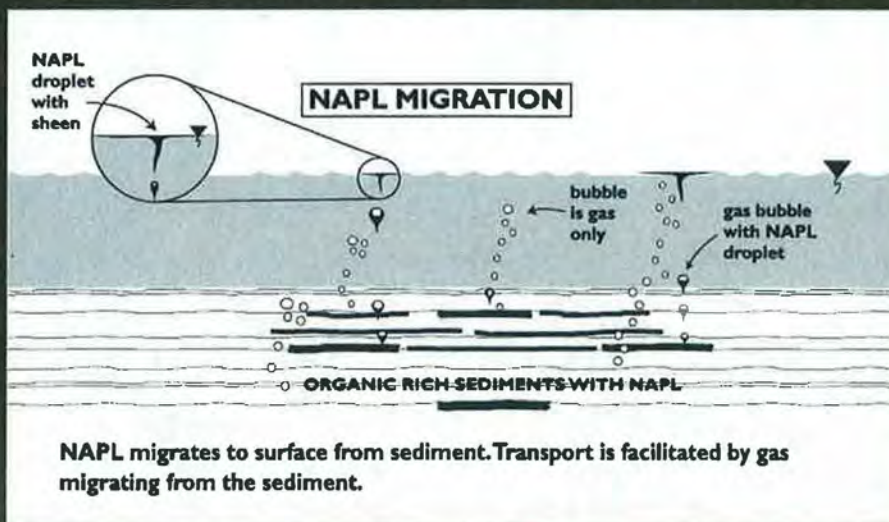 NAPL
droplet
with
sheen
NAPL MIGRATION
bubble
is gas
only
gas bubble
with NAPL
droplet
ORGANIC RICH SEDIMENTS WITH NAPL
NAPL migrates to surface from sediment. Transport is facilitated by gas
migrating from the sediment.